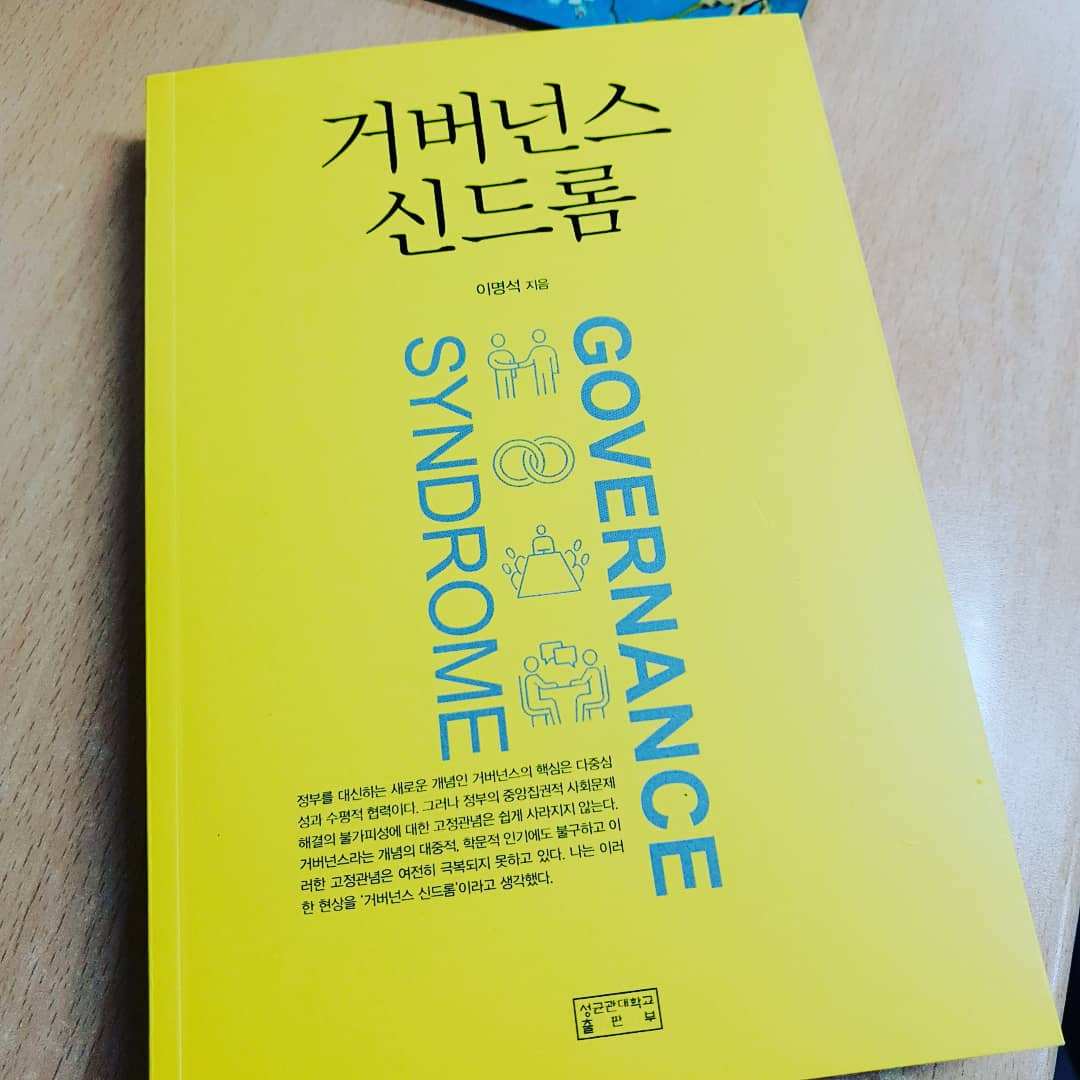 거버넌스
신드롬
이명석 지음
GOVERNANCE
SYNDROME
정부를 대신하는 새로운 개념인 거버넌스의 핵심은 다중심
성과 수평적 협력이다. 그러나 정부의 중앙집권적 사회문제
해결의 불가피성에 대한 고정관념은 쉽게 사라지지 않는다.
거버넌스라는 개념의 대중적, 학문적 인기에도 불구하고 이
러한 고정관념은 여전히 극복되지 못하고 있다. 나는 이러
한 현상을 '거버넌스 신드롬'이라고 생각했다.
성균관대학교
출판부